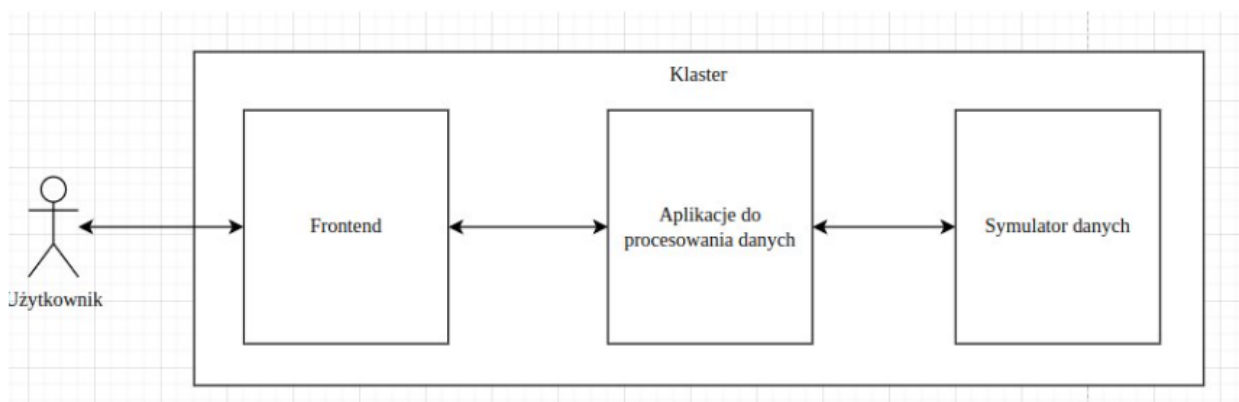 Klaster
Frontend
Aplikacje do
procesowania danych
Symulator danych
Użytkownik